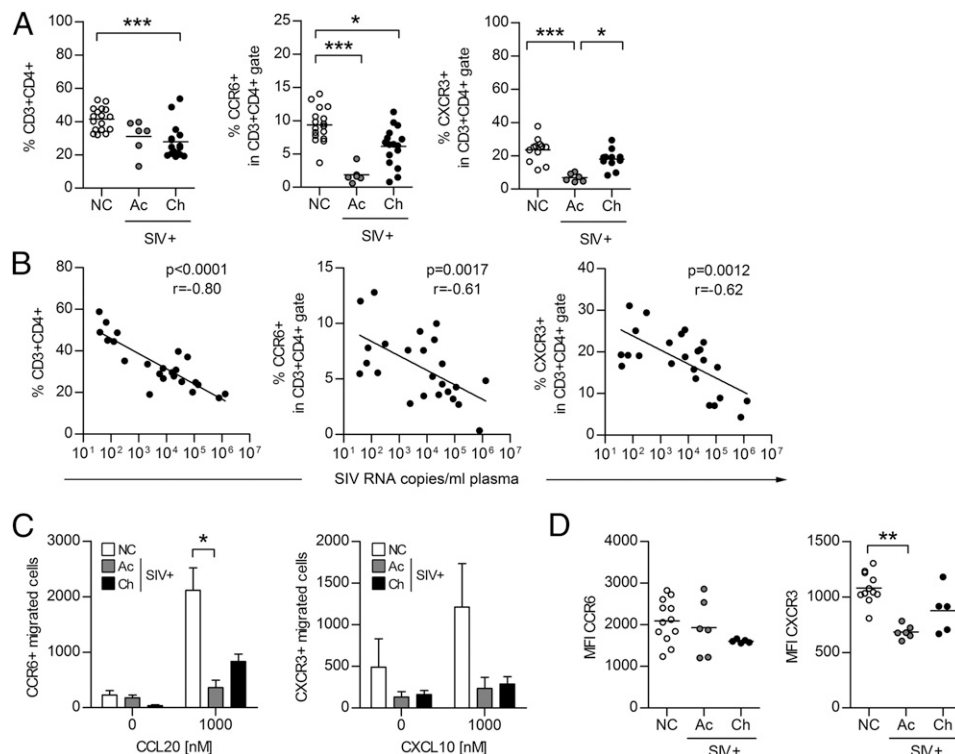 A
% CD3+CD4+
100
80
60
40
20
0
***
NC Ac Ch
SIV+
% CCR6+
in CD3+CD4+ gate
25
20
15
10
5
0
*
***
NC Ac Ch
SIV+
% CXCR3+
in CD3+CD4+ gate
100
80
60
40
20
0
*** *
NC Ac Ch
SIV+
B
% CD3+CD4+
80
60
40
20
0
p<0.0001
r=-0.80
10¹ 10² 10³ 10⁴ 10⁵ 10⁶ 10⁷
% CCR6+
in CD3+CD4+ gate
15
10
5
0
p=0.0017
r=-0.61
10¹ 10² 10³ 10⁴ 10⁵ 10⁶ 10⁷
% CXCR3+
in CD3+CD4+ gate
40
30
20
10
0
p=0.0012
r=-0.62
10¹ 10² 10³ 10⁴ 10⁵ 10⁶ 10⁷
SIV RNA copies/ml plasma
C
CCR6+ migrated cells
3000
2000
1000
0
NC
Ac
Ch
SIV+
*
0 1000
CCL20 [nM]
CXCR3+ migrated cells
2000
1500
1000
500
0
NC
Ac
Ch
SIV+
0 1000
CXCL10 [nM]
D
MFI CCR6
4000
3000
2000
1000
0
NC Ac Ch
SIV+
MFI CXCR3
1500
1000
500
0
**
NC Ac Ch
SIV+